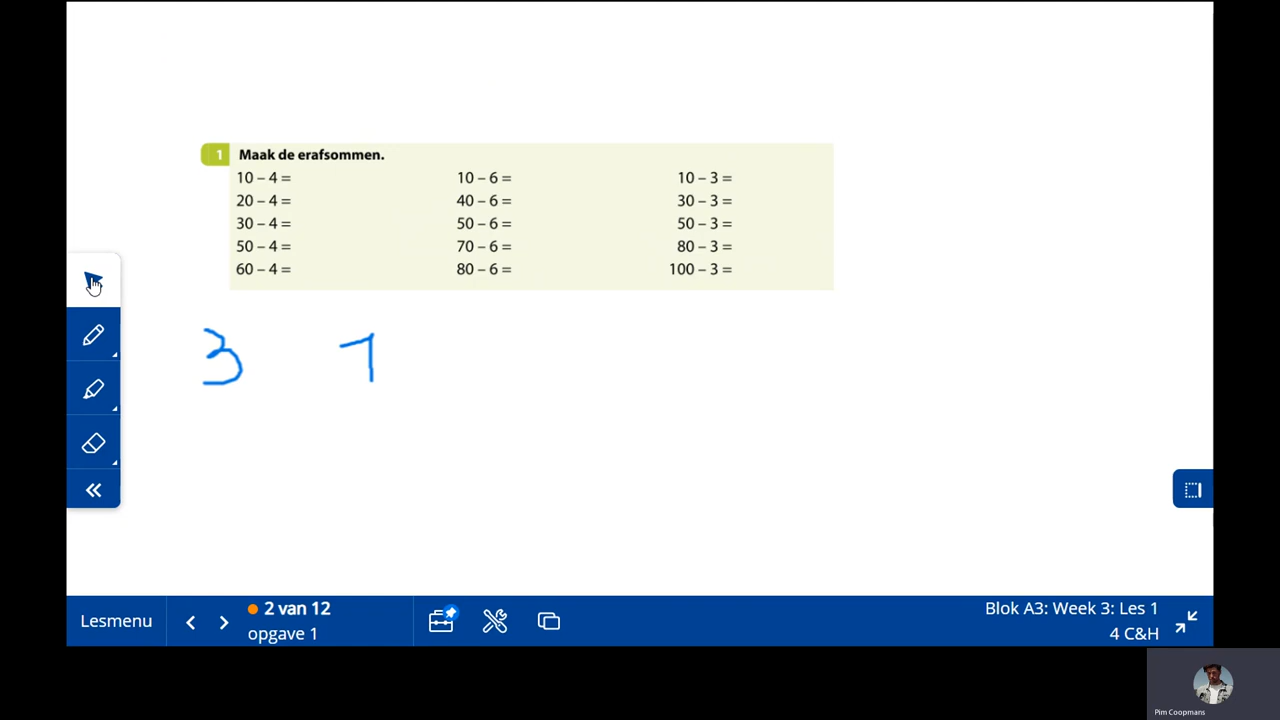 1 Maak de erafsommen.
10 – 4 =
20 – 4 =
30 – 4 =
50 – 4 =
60 – 4 =
10 – 6 =
40 – 6 =
50 – 6 =
70 – 6 =
80 – 6 =
10 – 3 =
30 – 3 =
50 – 3 =
80 – 3 =
100 – 3 =
3 7
Lesmenu
2 van 12
opgave 1
Blok A3: Week 3: Les 1
4 C&H
Pim Coopmans